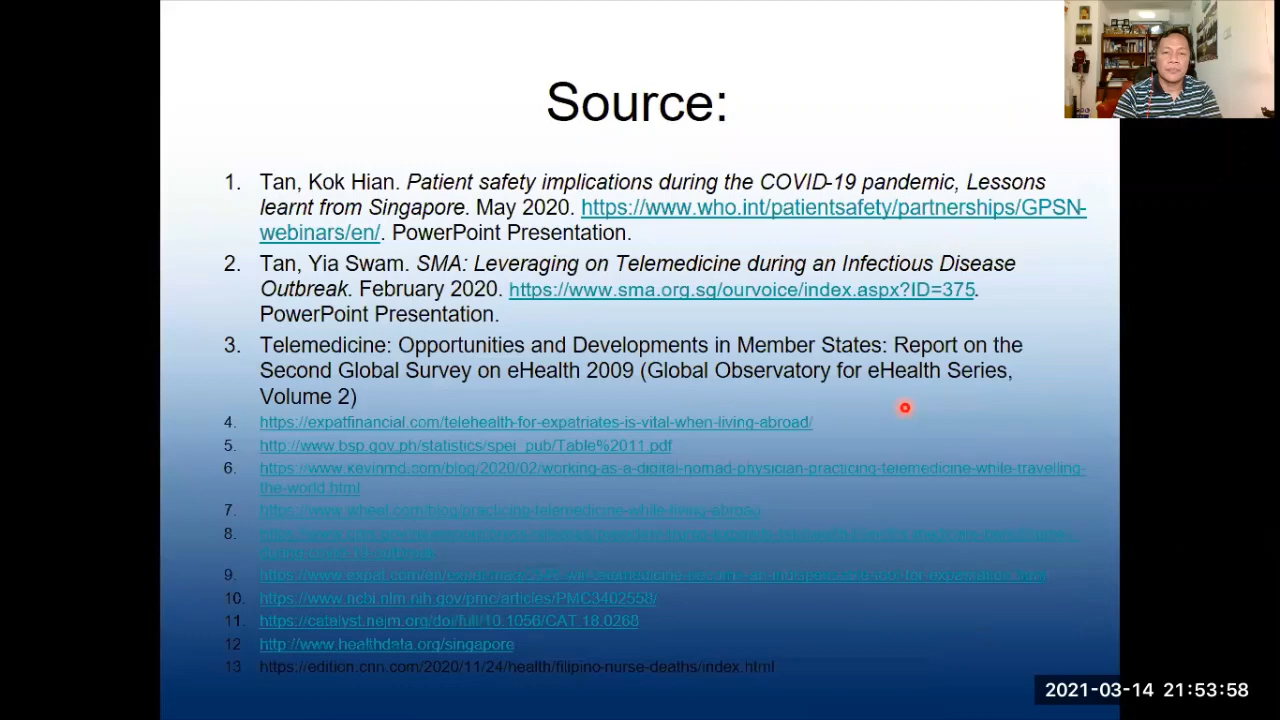 Source:
1. Tan, Kok Hian. Patient safety implications during the COVID-19 pandemic, Lessons
learnt from Singapore. May 2020. https://www.who.int/patientsafety/partnerships/GPSN-
webinars/en/. PowerPoint Presentation.
2. Tan, Yia Swam. SMA: Leveraging on Telemedicine during an Infectious Disease
Outbreak. February 2020. https://www.sma.org.sg/ourvoice/index.aspx?ID=375.
PowerPoint Presentation.
3. Telemedicine: Opportunities and Developments in Member States: Report on the
Second Global Survey on eHealth 2009 (Global Observatory for eHealth Series,
Volume 2)
4. https://expatfinancial.com/telehealth-for-expatriates-is-vital-when-living-abroad/
5. http://www.bsp.gov.ph/statistics/spei_pub/Table%2011.pdf
6. https://www.kevinmd.com/blog/2020/02/working-as-a-digital-nomad-physician-practicing-telemedicine-while-travelling-
the-world.html
7. https://www.wheel.com/blog/practicing-telemedicine-while-living-abroad
8.
9.
10. https://www.ncbi.nlm.nih.gov/pmc/articles/PMC3402558/
11. https://catalyst.nejm.org/doi/full/10.1056/CAT.18.0268
12 http://www.healthdata.org/singapore
13 https://edition.cnn.com/2020/11/24/health/filipino-nurse-deaths/index.html
2021-03-14 21:53:58